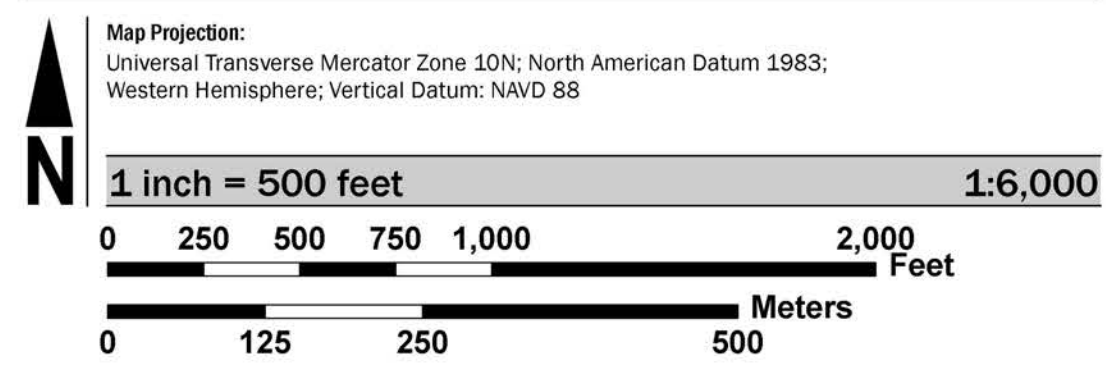 Map Projection:
Universal Transverse Mercator Zone 10N; North American Datum 1983;
Western Hemisphere; Vertical Datum: NAVD 88
N
1 inch = 500 feet 1:6,000
0 250 500 750 1,000 2,000
Feet
Meters
0 125 250 500